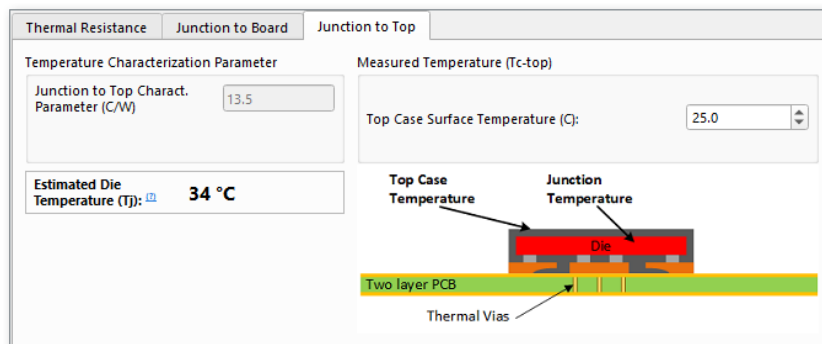 Thermal Resistance
Junction to Board
Junction to Top
Temperature Characterization Parameter
Junction to Top Charact.
Parameter (C/W)
13.5
Estimated Die
Temperature (Tj): [?]
34 °C
Measured Temperature (Tc-top)
Top Case Surface Temperature (C):
25.0
Top Case
Temperature
Junction
Temperature
Die
Two layer PCB
Thermal Vias